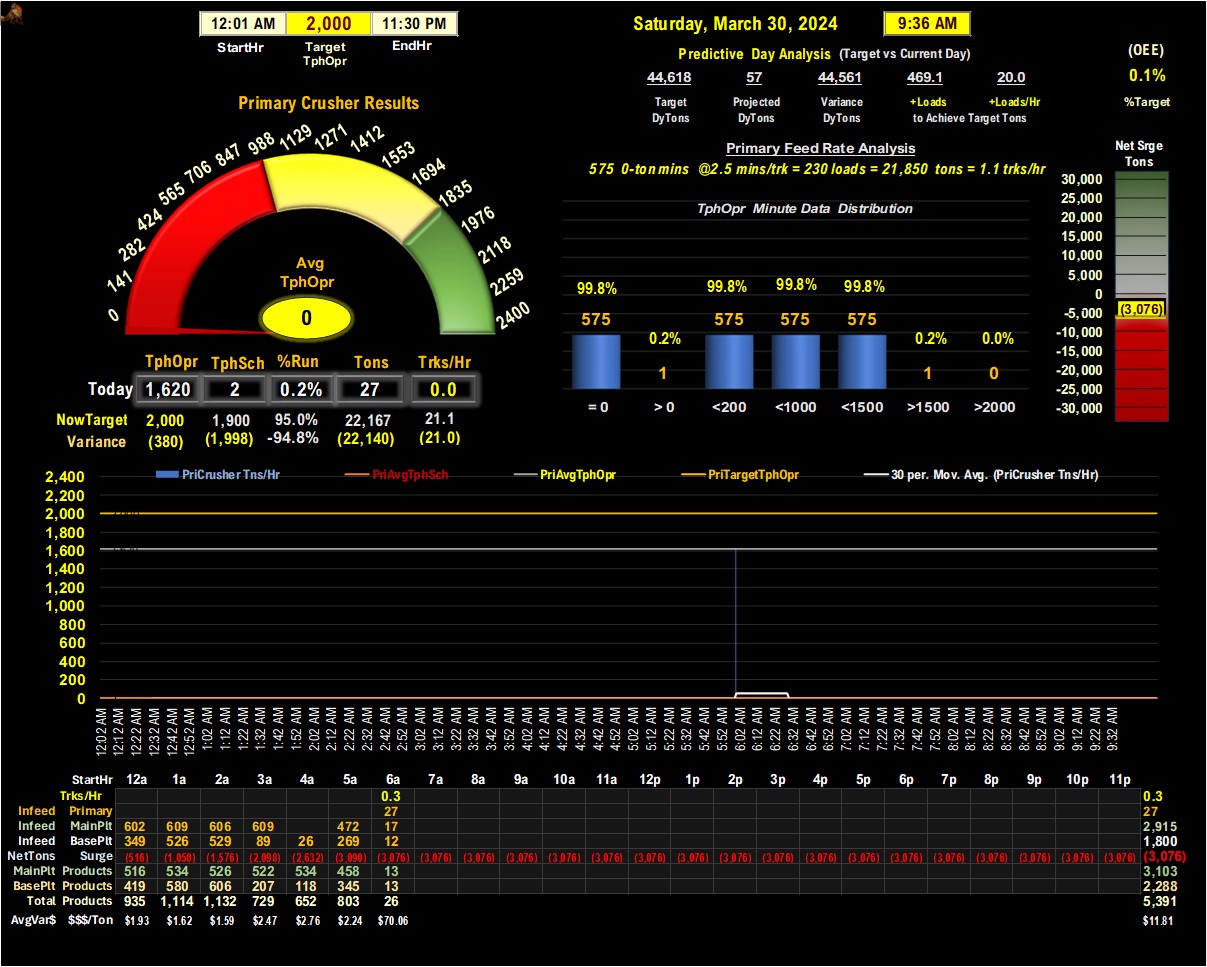 12:01 AM 2,000 11:30 PM
StartHr Target TphOpr EndHr
Saturday, March 30, 2024 9:36 AM
Predictive Day Analysis (Target vs Current Day)
44,618 57 44,561 469.1 20.0
Target DyTons Projected DyTons Variance DyTons +Loads +Loads/Hr
to Achieve Target Tons
(OEE)
0.1%
%Target
Primary Crusher Results
0 141 282 424 565 706 847 988 1129 1271 1412 1553 1694 1835 1976 2118 2259 2400
Avg
TphOpr
0
TphOpr TphSch %Run Tons Trks/Hr
Today 1,620 2 0.2% 27 0.0
NowTarget 2,000 1,900 95.0% 22,167 21.1
Variance (380) (1,998) -94.8% (22,140) (21.0)
Primary Feed Rate Analysis
575 0-ton mins @2.5 mins/trk = 230 loads = 21,850 tons = 1.1 trks/hr
TphOpr Minute Data Distribution
99.8% 0.2% 99.8% 99.8% 99.8% 0.2% 0.0%
575 1 575 575 575 1 0
= 0 > 0 <200 <1000 <1500 >1500 >2000
Net Srge
Tons
30,000
25,000
20,000
15,000
10,000
5,000
0
(3,076)
-5,000
-10,000
-15,000
-20,000
-25,000
-30,000
PriCrusher Tns/Hr PriAvgTphSch PriAvgTphOpr PriTargetTphOpr 30 per. Mov. Avg. (PriCrusher Tns/Hr)
2,400
2,200
2,000
1,800
1,600
1,400
1,200
1,000
800
600
400
200
0
12:02 AM 12:12 AM 12:22 AM 12:32 AM 12:42 AM 12:52 AM 1:02 AM 1:12 AM 1:22 AM 1:32 AM 1:42 AM 1:52 AM 2:02 AM 2:12 AM 2:22 AM 2:32 AM 2:42 AM 2:52 AM 3:02 AM 3:12 AM 3:22 AM 3:32 AM 3:42 AM 3:52 AM 4:02 AM 4:12 AM 4:22 AM 4:32 AM 4:42 AM 4:52 AM 5:02 AM 5:12 AM 5:22 AM 5:32 AM 5:42 AM 5:52 AM 6:02 AM 6:12 AM 6:22 AM 6:32 AM 6:42 AM 6:52 AM 7:02 AM 7:12 AM 7:22 AM 7:32 AM 7:42 AM 7:52 AM 8:02 AM 8:12 AM 8:22 AM 8:32 AM 8:42 AM 8:52 AM 9:02 AM 9:12 AM 9:22 AM 9:32 AM
StartHr 12a 1a 2a 3a 4a 5a 6a 7a 8a 9a 10a 11a 12p 1p 2p 3p 4p 5p 6p 7p 8p 9p 10p 11p
Trks/Hr 0.3 0.3
Infeed Primary 27 27
Infeed MainPlt 602 609 606 609 472 17 2,915
Infeed BasePlt 349 526 529 89 26 269 12 1,800
NetTons Surge (516) (1,050) (1,576) (2,098) (2,632) (3,090) (3,076) (3,076) (3,076) (3,076) (3,076) (3,076) (3,076) (3,076) (3,076) (3,076) (3,076) (3,076) (3,076) (3,076) (3,076) (3,076) (3,076) (3,076) (3,076)
MainPlt Products 516 534 526 522 534 458 13 3,103
BasePlt Products 419 580 606 207 118 345 13 2,288
Total Products 935 1,114 1,132 729 652 803 26 5,391
AvgVar$ $$$/Ton $1.93 $1.62 $1.59 $2.47 $2.76 $2.24 $70.06 $11.81